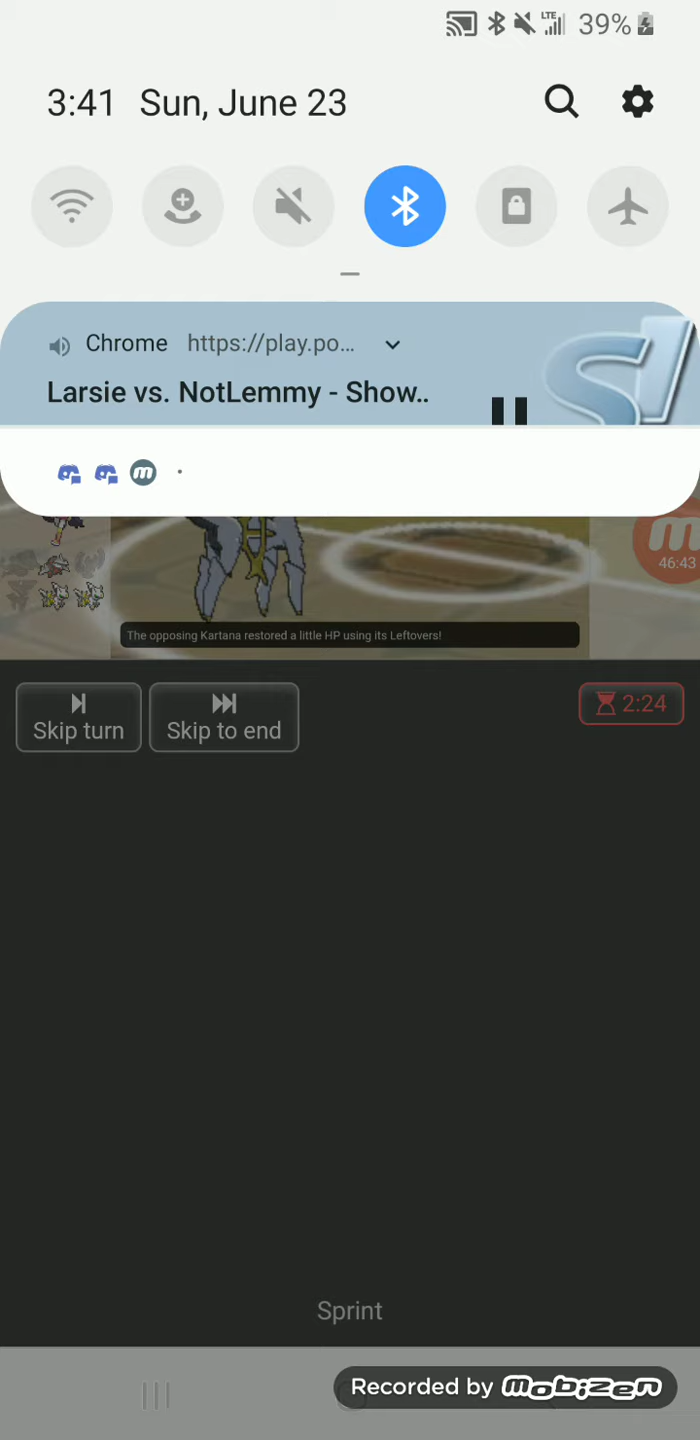 LTE 39%
3:41 Sun, June 23
Chrome https://play.po...
Larsie vs. NotLemmy - Show..
m
m
46:43
The opposing Kartana restored a little HP using its Leftovers!
Skip turn Skip to end 2:24
Sprint
Recorded by mobizen